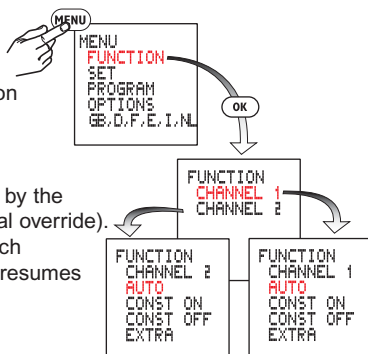 MENU
MENU
FUNCTION
SET
PROGRAM
OPTIONS
GB,D,F,E,I,NL
on
OK
by the
al override).
ch
resumes
FUNCTION
CHANNEL 1
CHANNEL 2
FUNCTION
CHANNEL 2
AUTO
CONST ON
CONST OFF
EXTRA
FUNCTION
CHANNEL 1
AUTO
CONST ON
CONST OFF
EXTRA